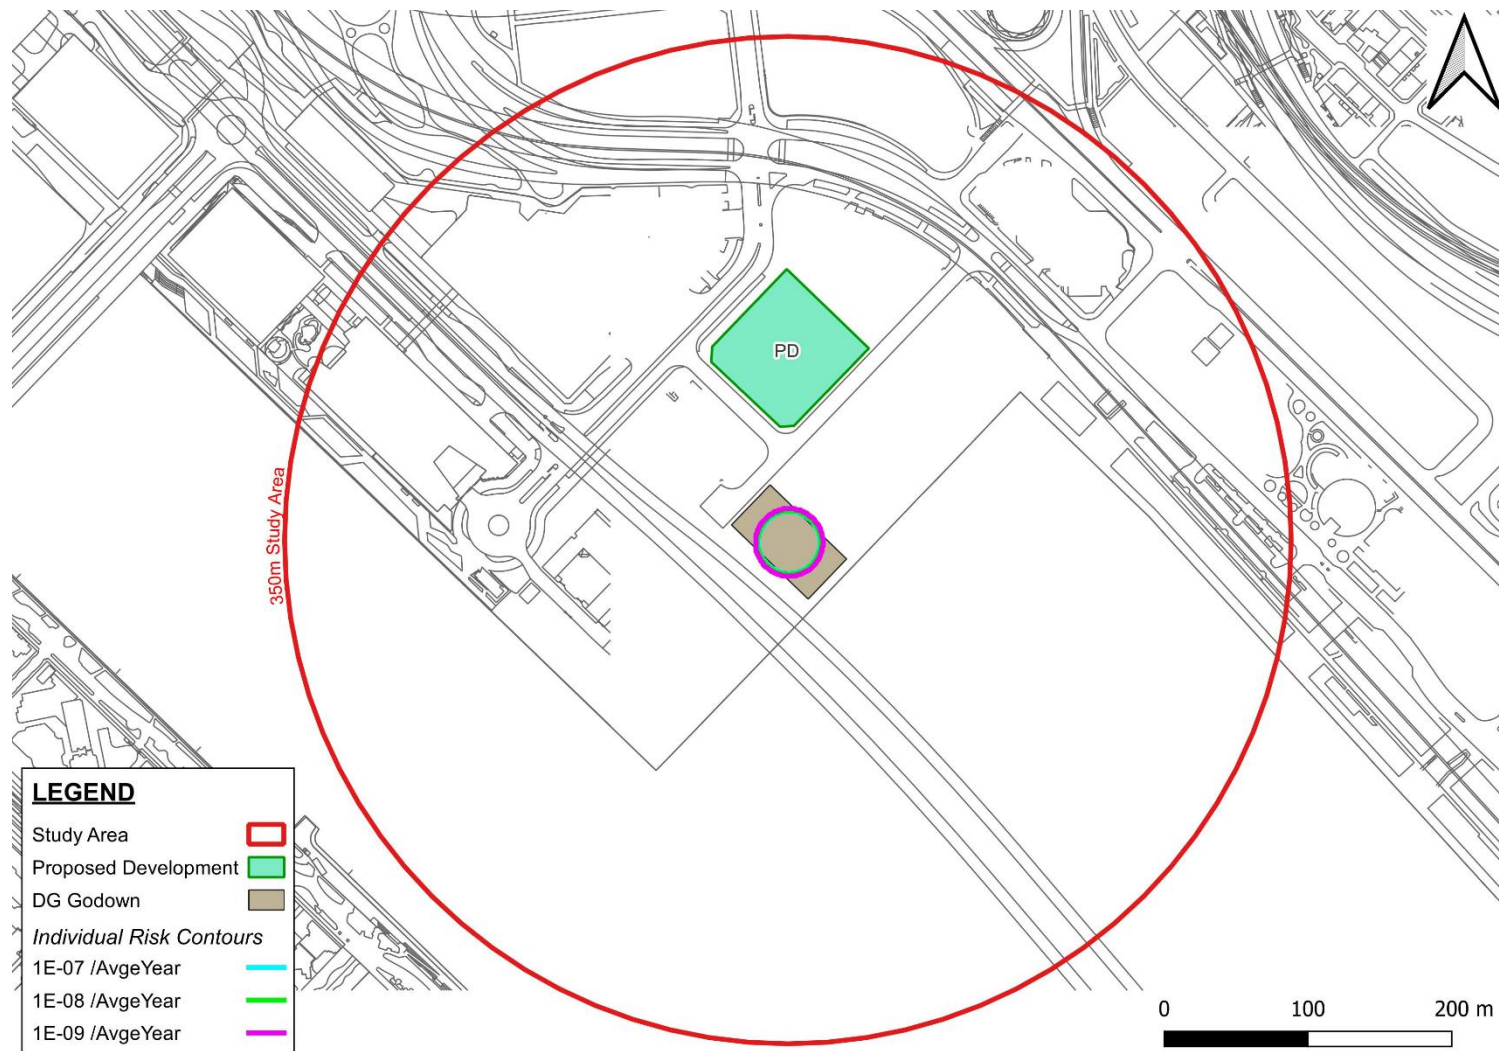 PD
350m Study Area
LEGEND
Study Area
Proposed Development
DG Godown
Individual Risk Contours
1E-07 /AvgeYear
1E-08 /AvgeYear
1E-09 /AvgeYear
0 100 200 m